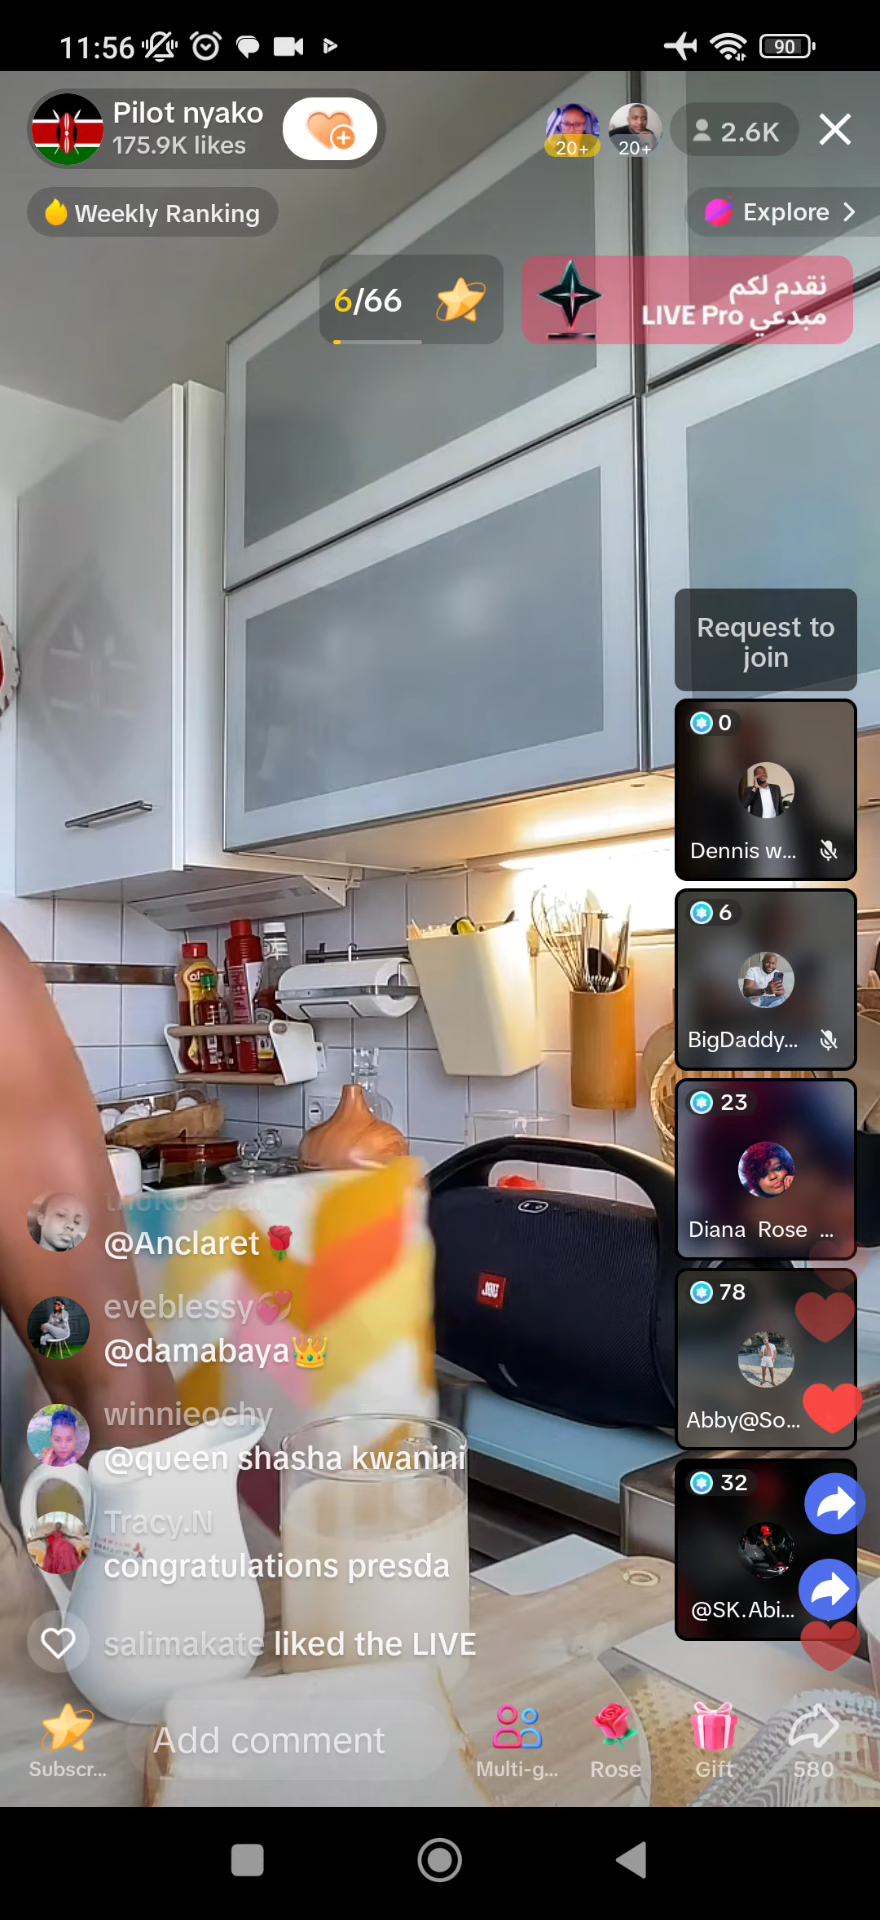 11:56
90
Pilot nyako
175.9K likes
20+
20+
2.6K
Weekly Ranking
Explore
6/66
نقدم لكم
مبدعي LIVE Pro
Request to
join
0
Dennis w...
6
BigDaddy...
23
Diana Rose ...
78
Abby@So...
32
@SK.Abi...
JBL
@Anclaret🌹
eveblessy💞
@damabaya👑
winnieochy
@queen shasha kwanini
Tracy.N
congratulations presda
salimakate liked the LIVE
Subscr...
Add comment
Multi-g...
Rose
Gift
580